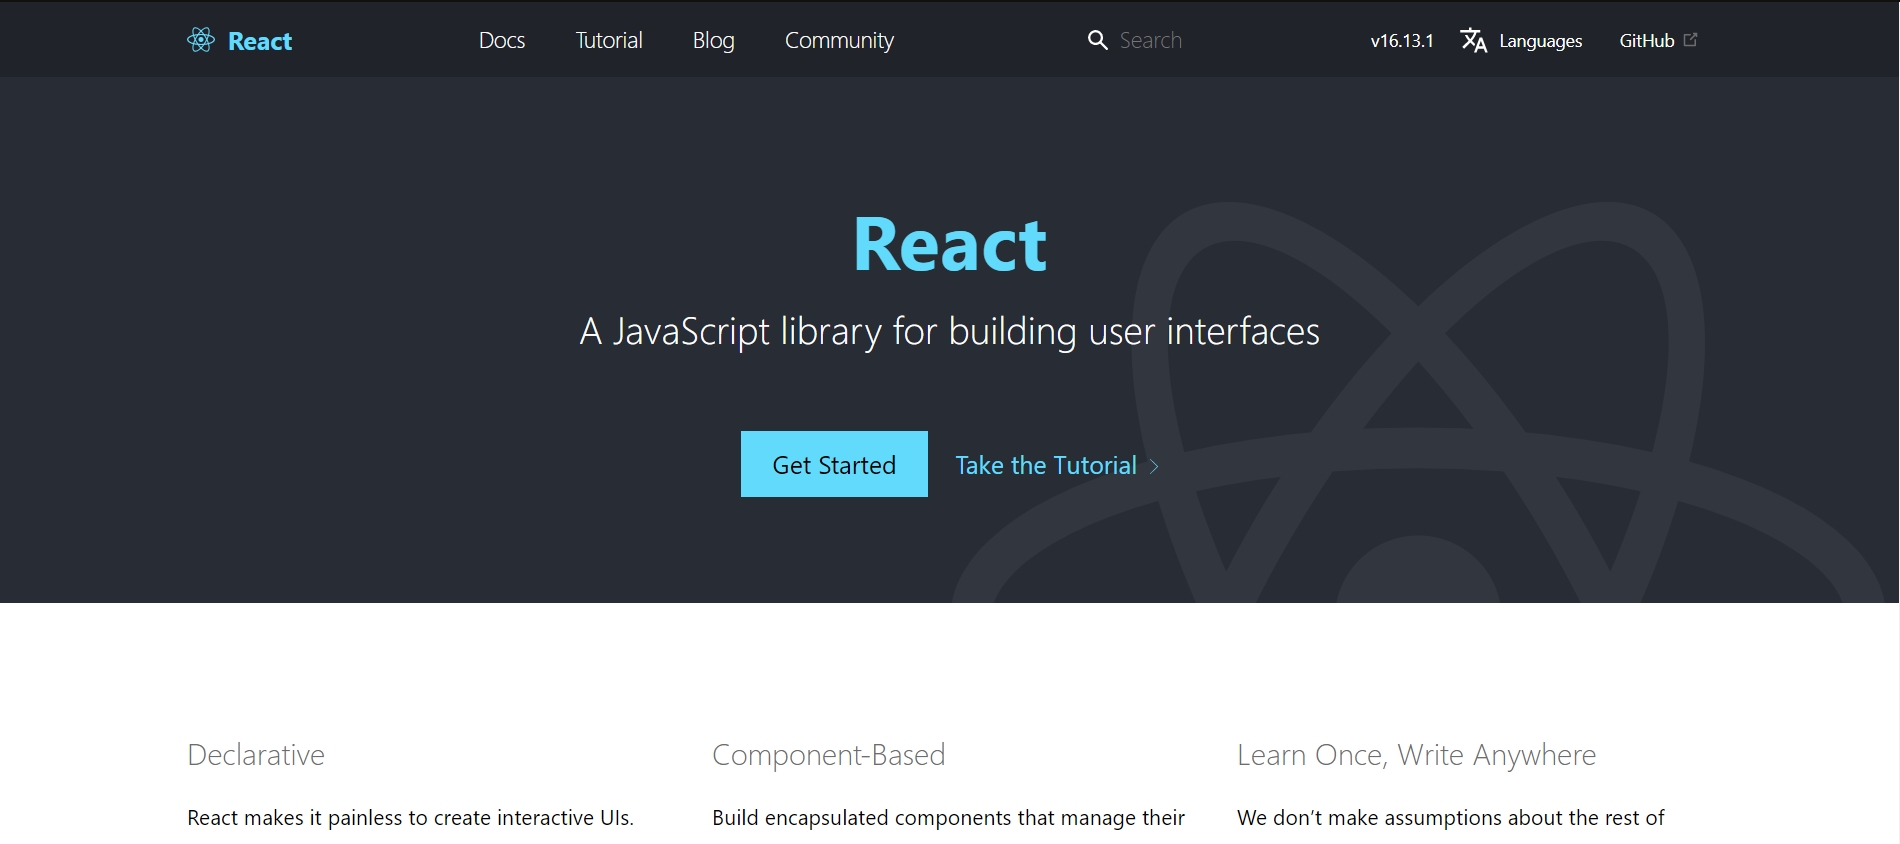 React Docs Tutorial Blog Community Search v16.13.1 Languages GitHub
React
A JavaScript library for building user interfaces
Get Started Take the Tutorial
Declarative
React makes it painless to create interactive UIs.
Component-Based
Build encapsulated components that manage their
Learn Once, Write Anywhere
We don’t make assumptions about the rest of